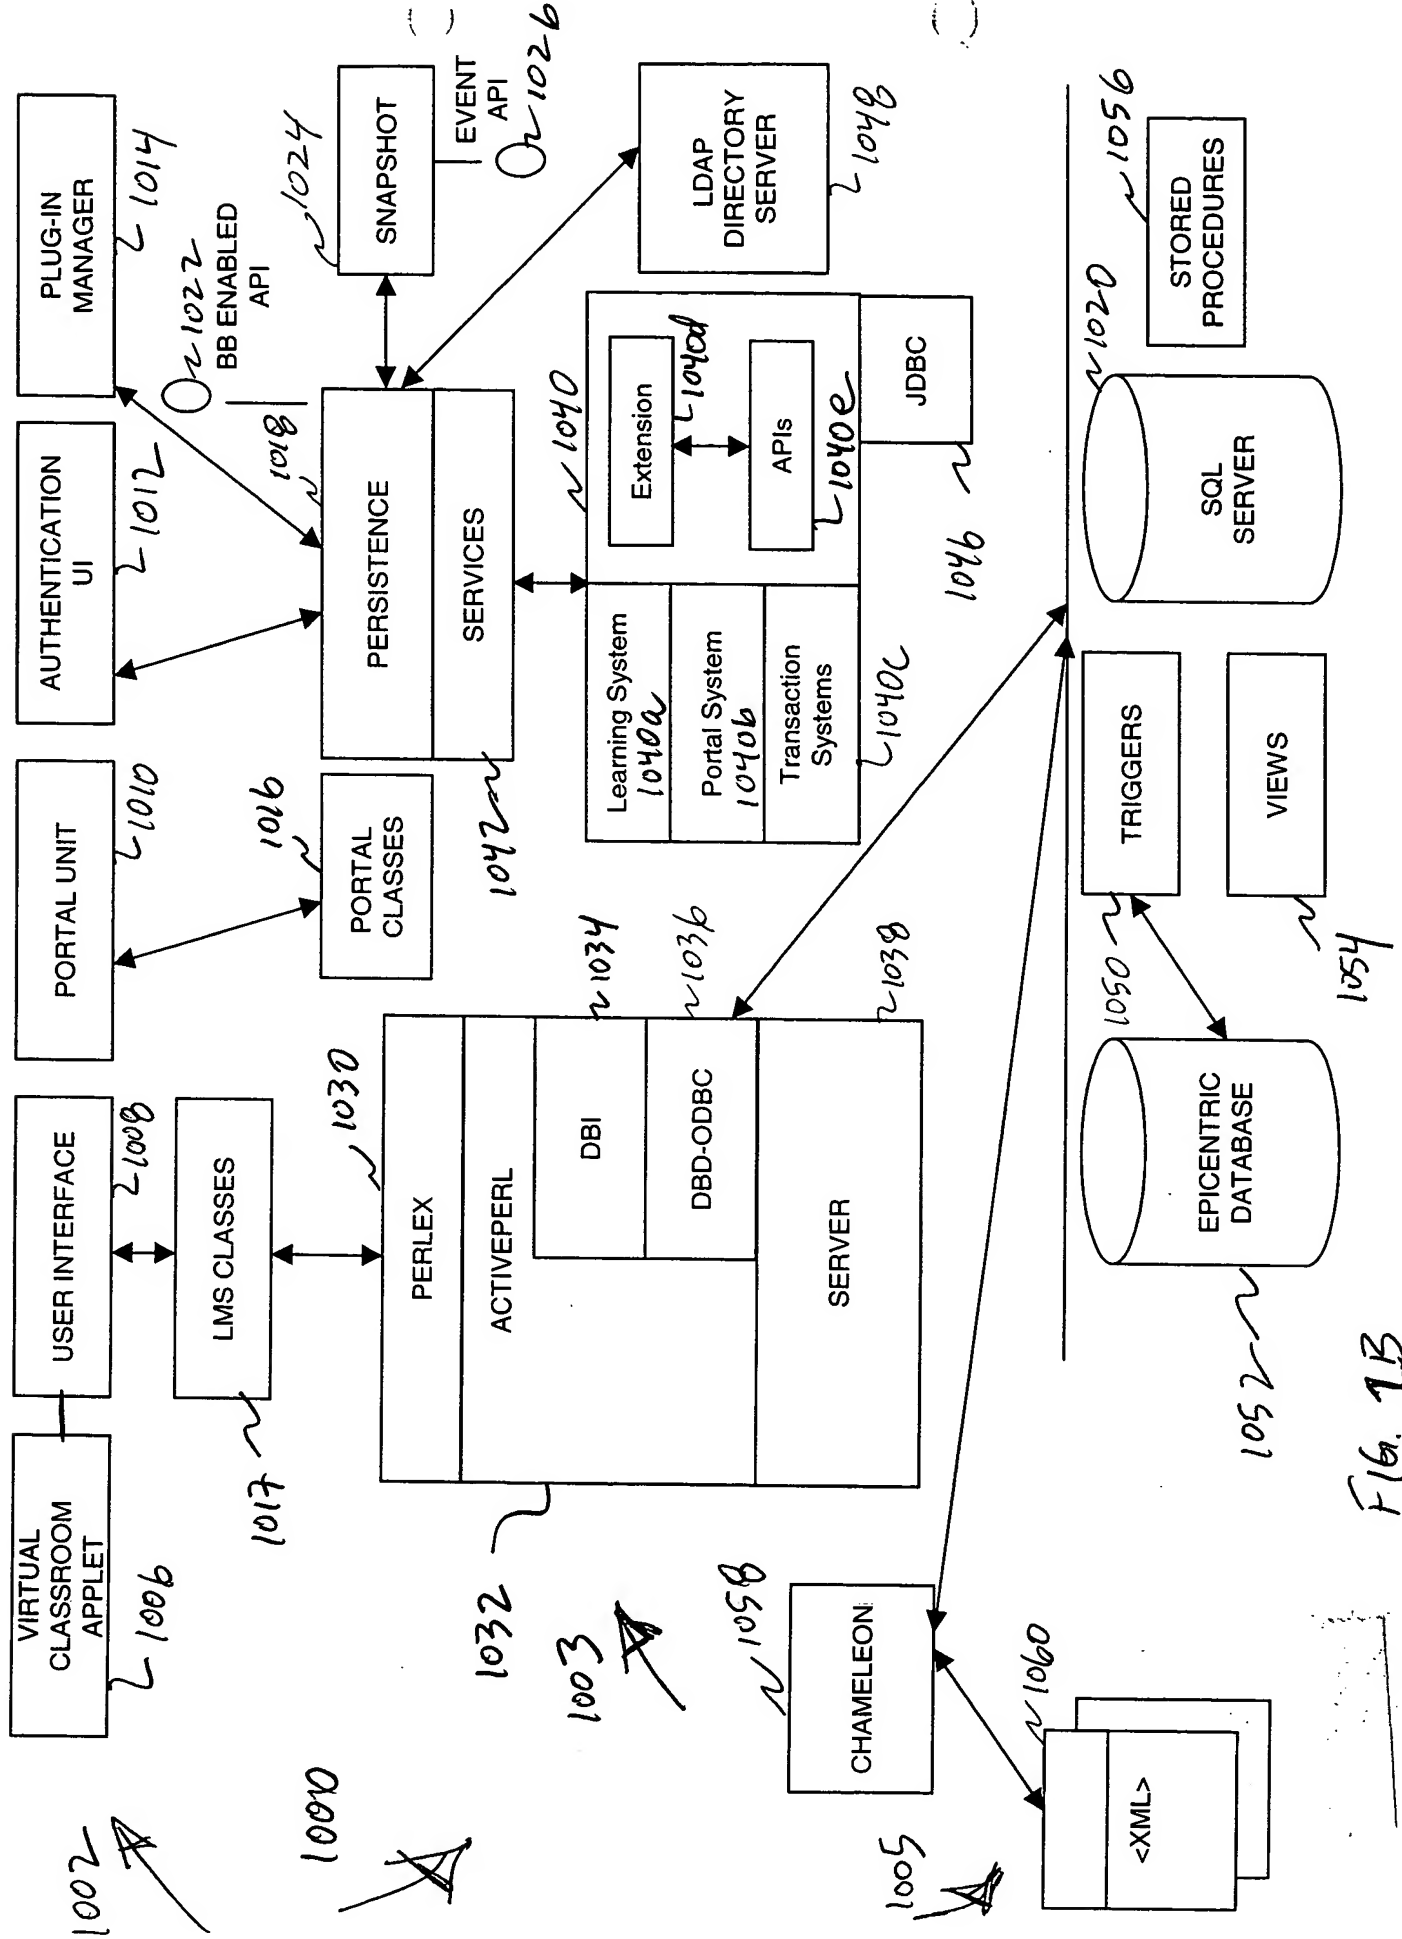 1002
VIRTUAL
CLASSROOM
APPLET
1006
USER INTERFACE
1008
PORTAL UNIT
1010
AUTHENTICATION
UI
1012
PLUG-IN
MANAGER
1014
1000
LMS CLASSES
1017
PORTAL
CLASSES
1016
1018
PERSISTENCE
SERVICES
1042
1022
BB ENABLED
API
1024
SNAPSHOT
EVENT
API
1026
1032
1003
1030
PERLEX
ACTIVEPERL
DBI
1034
DBD-ODBC
1036
SERVER
1038
1040
Learning System
1040a
Portal System
1040b
Transaction
Systems
1040c
Extension
1040d
APIs
1040e
JDBC
1046
LDAP
DIRECTORY
SERVER
1048
1005
CHAMELEON
1058
<XML>
1060
EPICENTRIC
DATABASE
1052
TRIGGERS
1050
VIEWS
1054
SQL
SERVER
1020
STORED
PROCEDURES
1056
FIG. 1B